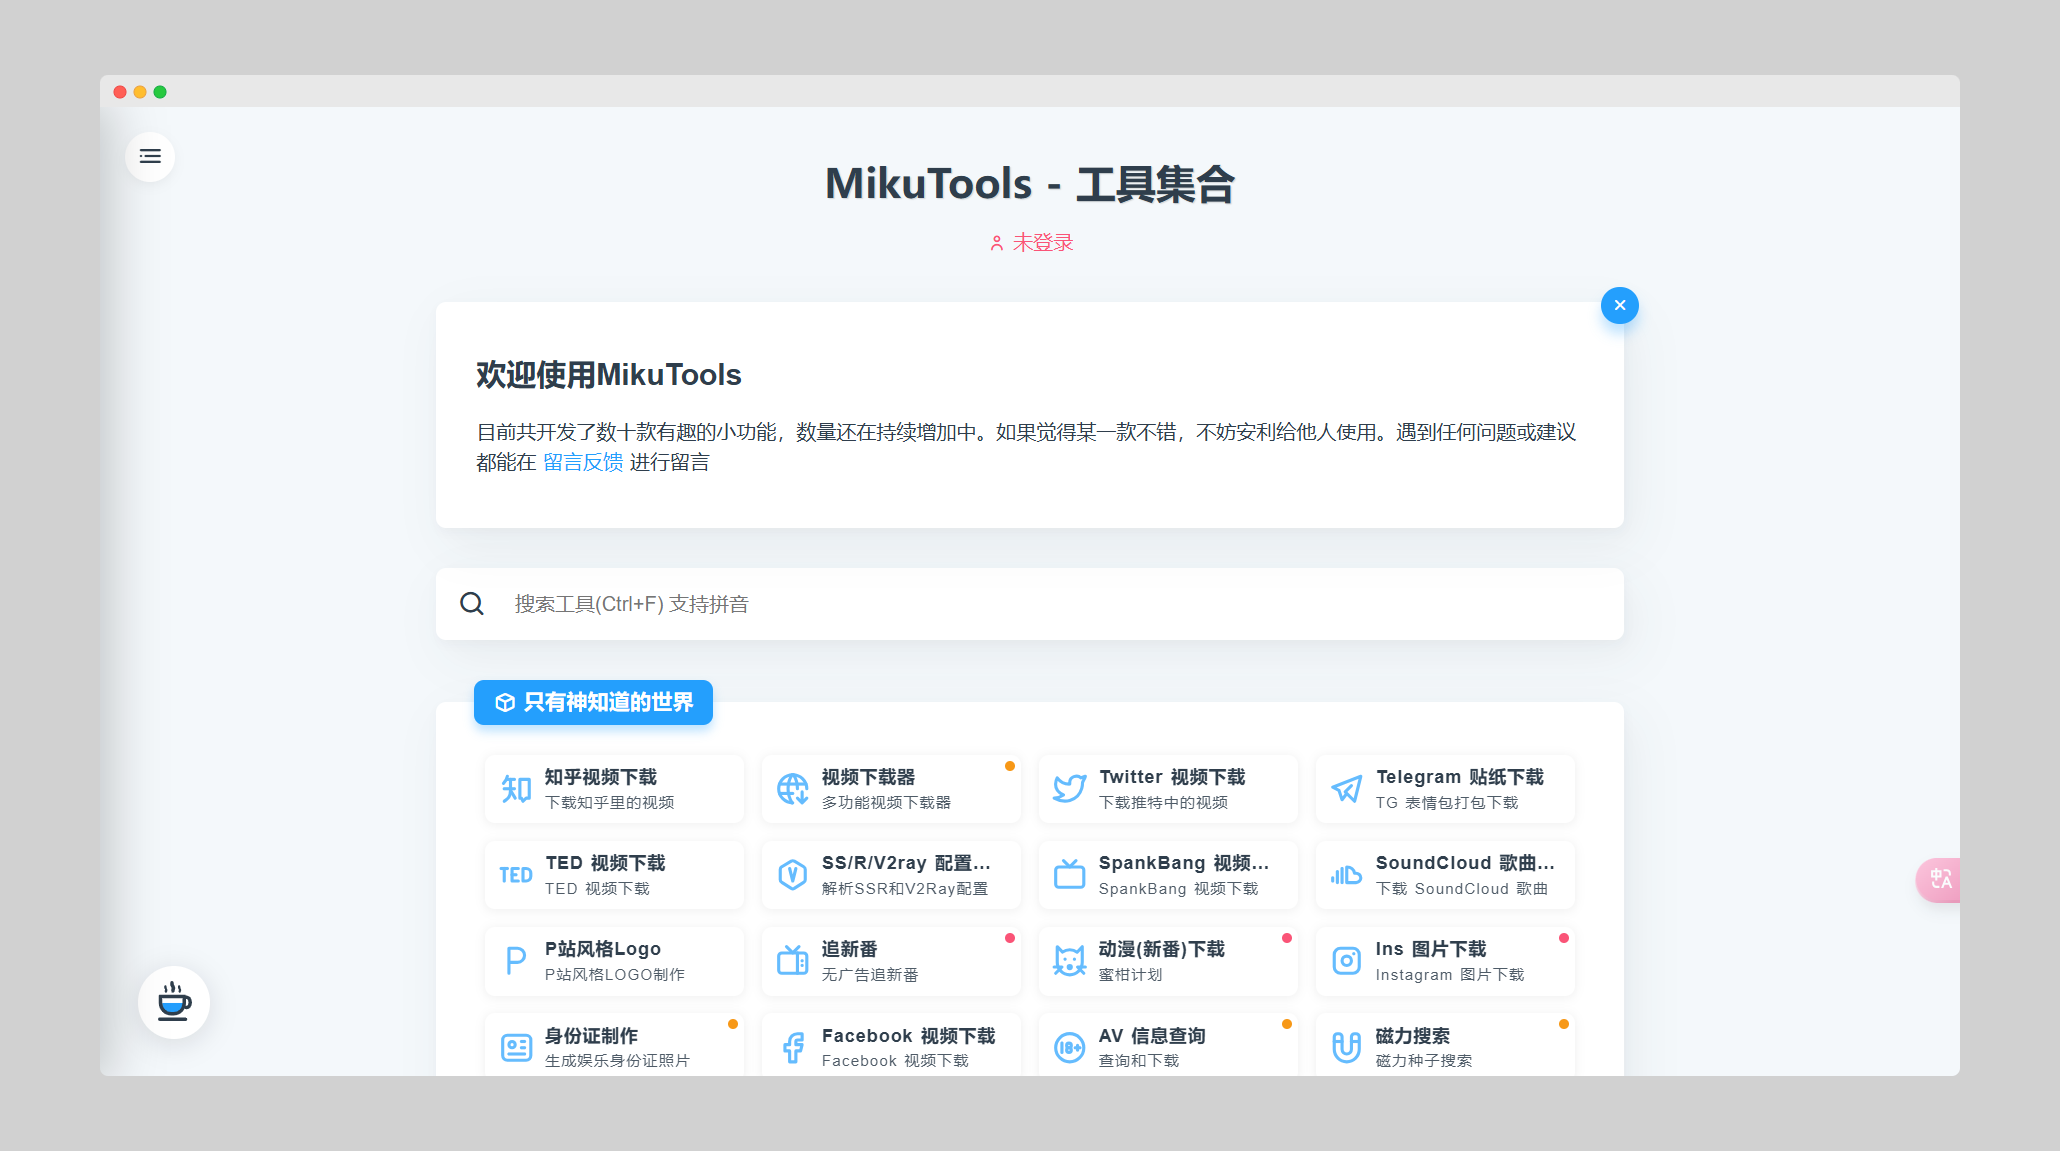 MikuTools - 工具集合
未登录
欢迎使用MikuTools
目前共开发了数十款有趣的小功能，数量还在持续增加中。如果觉得某一款不错，不妨安利给他人使用。遇到任何问题或建议
都能在 留言反馈 进行留言
搜索工具(Ctrl+F) 支持拼音
只有神知道的世界
知 知乎视频下载
下载知乎里的视频
视频下载器
多功能视频下载器
Twitter 视频下载
下载推特中的视频
Telegram 贴纸下载
TG 表情包打包下载
TED TED 视频下载
TED 视频下载
SS/R/V2ray 配置...
解析SSR和V2Ray配置
SpankBang 视频...
SpankBang 视频下载
SoundCloud 歌曲...
下载 SoundCloud 歌曲
P P站风格Logo
P站风格LOGO制作
追新番
无广告追新番
动漫(新番)下载
蜜柑计划
Ins 图片下载
Instagram 图片下载
身份证制作
生成娱乐身份证照片
Facebook 视频下载
Facebook 视频下载
18+ AV 信息查询
查询和下载
磁力搜索
磁力种子搜索
中A